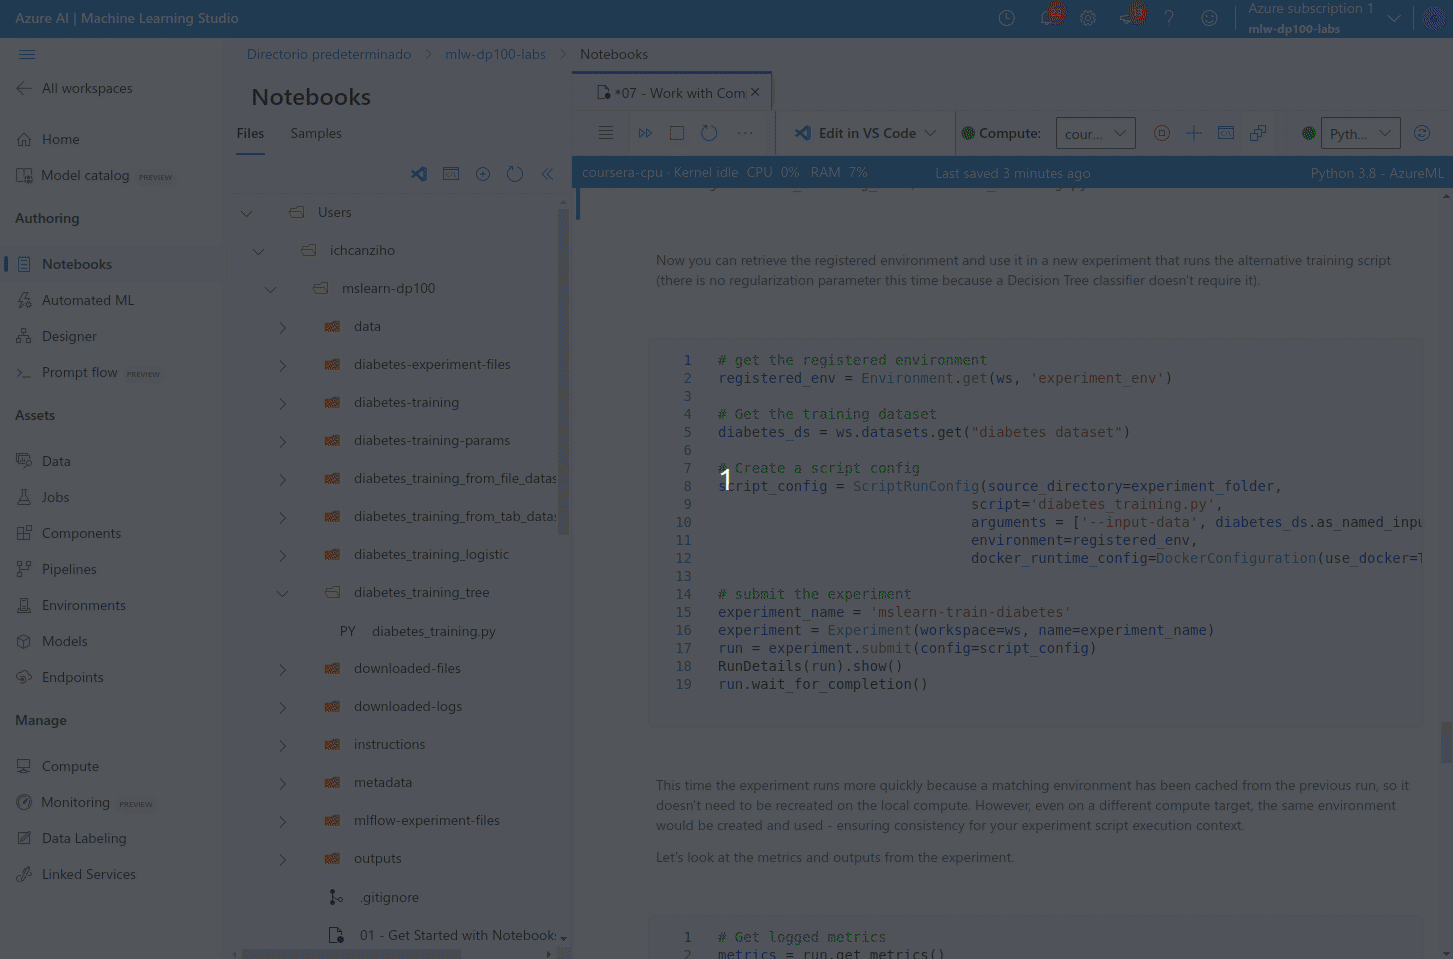 Azure AI | Machine Learning Studio
Azure subscription 1
mlw-dp100-labs
All workspaces
Home
Model catalog PREVIEW
Authoring
Notebooks
Automated ML
Designer
Prompt flow PREVIEW
Assets
Data
Jobs
Components
Pipelines
Environments
Models
Endpoints
Manage
Compute
Monitoring PREVIEW
Data Labeling
Linked Services
Directorio predeterminado > mlw-dp100-labs > Notebooks
Notebooks
Files Samples
Users
ichcanziho
mslearn-dp100
data
diabetes-experiment-files
diabetes-training
diabetes-training-params
diabetes_training_from_file_datas
diabetes_training_from_tab_datas
diabetes_training_logistic
diabetes_training_tree
PY diabetes_training.py
downloaded-files
downloaded-logs
instructions
metadata
mlflow-experiment-files
outputs
.gitignore
01 - Get Started with Notebook
*07 - Work with Com
... Edit in VS Code Compute: cour... Pyth...
coursera-cpu · Kernel idle CPU 0% RAM 7% Last saved 3 minutes ago Python 3.8 - AzureML
Now you can retrieve the registered environment and use it in a new experiment that runs the alternative training script
(there is no regularization parameter this time because a Decision Tree classifier doesn't require it).
1 # get the registered environment
2 registered_env = Environment.get(ws, 'experiment_env')
3
4 # Get the training dataset
5 diabetes_ds = ws.datasets.get("diabetes dataset")
6
7 # Create a script config
1
8 script_config = ScriptRunConfig(source_directory=experiment_folder,
9 script='diabetes_training.py',
10 arguments = ['--input-data', diabetes_ds.as_named_inpu
11 environment=registered_env,
12 docker_runtime_config=DockerConfiguration(use_docker=T
13
14 # submit the experiment
15 experiment_name = 'mslearn-train-diabetes'
16 experiment = Experiment(workspace=ws, name=experiment_name)
17 run = experiment.submit(config=script_config)
18 RunDetails(run).show()
19 run.wait_for_completion()
This time the experiment runs more quickly because a matching environment has been cached from the previous run, so it
doesn't need to be recreated on the local compute. However, even on a different compute target, the same environment
would be created and used - ensuring consistency for your experiment script execution context.
Let's look at the metrics and outputs from the experiment.
1 # Get logged metrics
2 metrics = run.get_metrics()